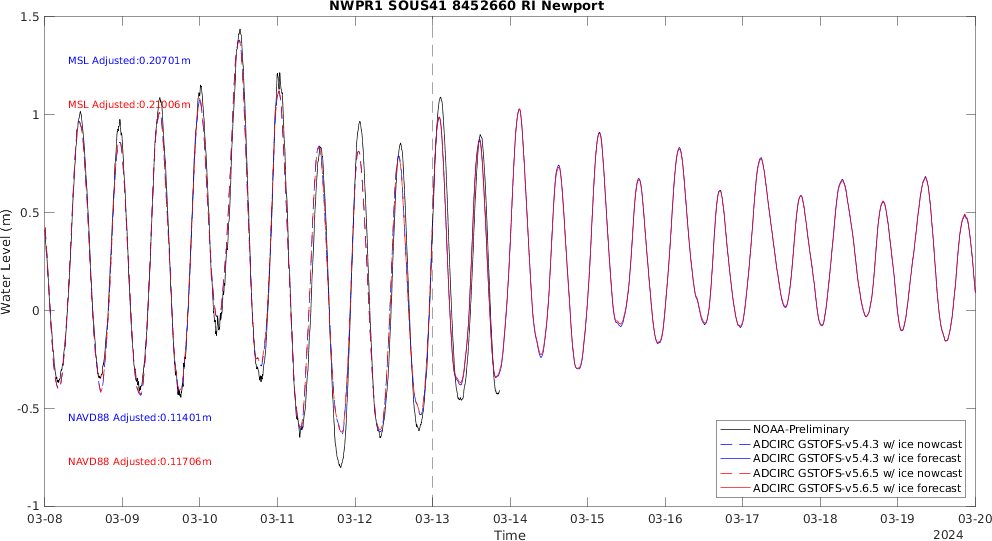 NWPR1 SOUS41 8452660 RI Newport
1.5
MSL Adjusted:0.20701m
MSL Adjusted:0.21006m
1
0.5
Water Level (m)
0
-0.5
NAVD88 Adjusted:0.11401m
NAVD88 Adjusted:0.11706m
NOAA-Preliminary
ADCIRC GSTOFS-v5.4.3 w/ ice nowcast
ADCIRC GSTOFS-v5.4.3 w/ ice forecast
ADCIRC GSTOFS-v5.6.5 w/ ice nowcast
ADCIRC GSTOFS-v5.6.5 w/ ice forecast
-1
03-08 03-09 03-10 03-11 03-12 03-13 03-14 03-15 03-16 03-17 03-18 03-19 03-20
Time
2024